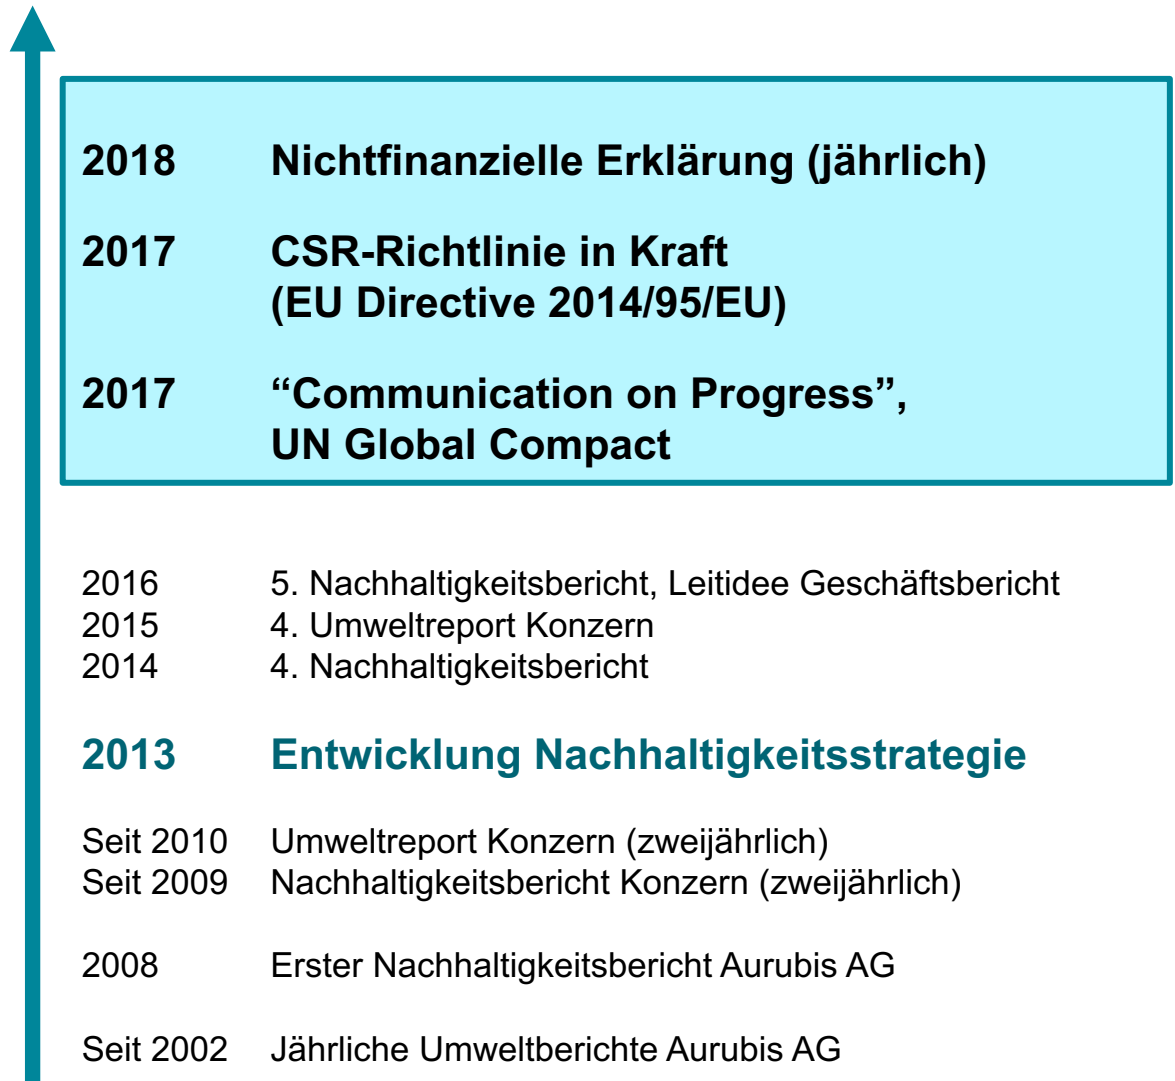 2018 Nichtfinanzielle Erklärung (jährlich)
2017 CSR-Richtlinie in Kraft
(EU Directive 2014/95/EU)
2017 “Communication on Progress”,
UN Global Compact
2016 5. Nachhaltigkeitsbericht, Leitidee Geschäftsbericht
2015 4. Umweltreport Konzern
2014 4. Nachhaltigkeitsbericht
2013 Entwicklung Nachhaltigkeitsstrategie
Seit 2010 Umweltreport Konzern (zweijährlich)
Seit 2009 Nachhaltigkeitsbericht Konzern (zweijährlich)
2008 Erster Nachhaltigkeitsbericht Aurubis AG
Seit 2002 Jährliche Umweltberichte Aurubis AG